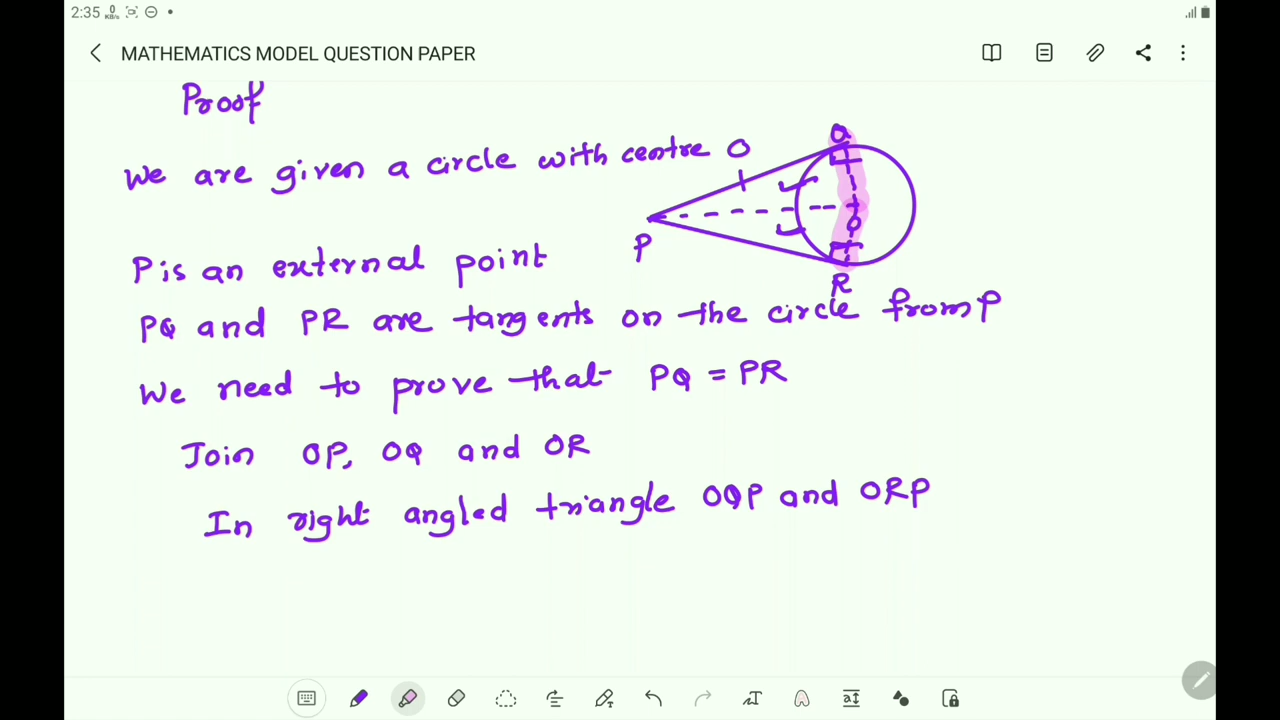 2:35 0 KB/s
MATHEMATICS MODEL QUESTION PAPER
Proof
We are given a circle with centre O
P is an external point
PQ and PR are tangents on the circle from P
We need to prove that PQ = PR
Join OP, OQ and OR
In right angled triangle OQP and ORP
Q
O
P
R